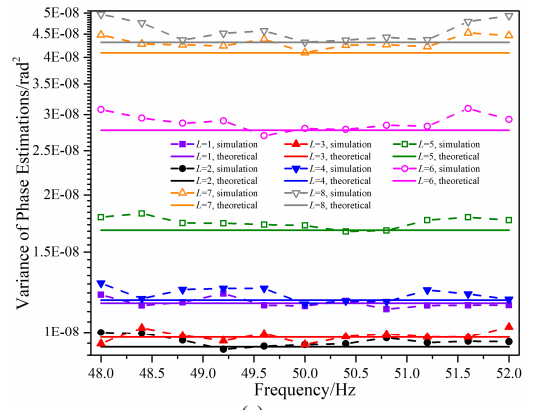 Variance of Phase Estimations/rad²
5E-08
4.5E-08
4E-08
3.5E-08
3E-08
2.5E-08
2E-08
1.5E-08
1E-08
L=1, simulation L=3, simulation L=5, simulation
L=1, theoretical L=3, theoretical L=5, theoretical
L=2, simulation L=4, simulation L=6, simulation
L=2, theoretical L=4, theoretical L=6, theoretical
L=7, simulation L=8, simulation
L=7, theoretical L=8, theoretical
48.0 48.5 49.0 49.5 50.0 50.5 51.0 51.5 52.0
Frequency/Hz